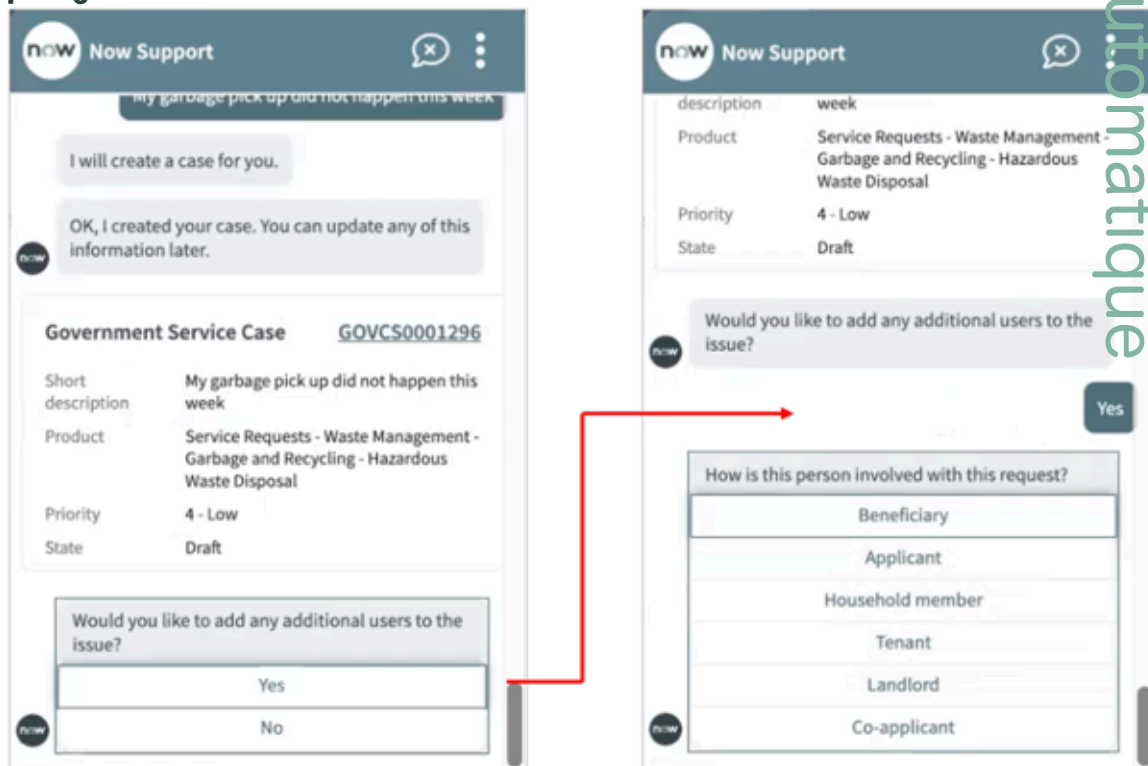 now Now Support
My garbage pick up did not happen this week
I will create a case for you.
OK, I created your case. You can update any of this
information later.
now
Government Service Case GOVCS0001296
Short description My garbage pick up did not happen this
week
Product Service Requests - Waste Management -
Garbage and Recycling - Hazardous
Waste Disposal
Priority 4 - Low
State Draft
Would you like to add any additional users to the
issue?
Yes
now No
now Now Support
description week
Product Service Requests - Waste Management -
Garbage and Recycling - Hazardous
Waste Disposal
Priority 4 - Low
State Draft
Would you like to add any additional users to the
now issue?
Yes
How is this person involved with this request?
Beneficiary
Applicant
Household member
Tenant
Landlord
now Co-applicant
utomatique